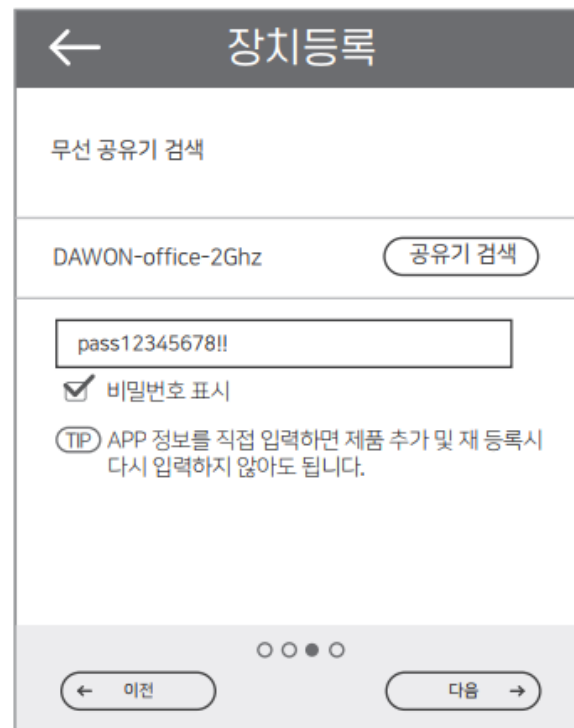 장치등록
무선 공유기 검색
DAWON-office-2Ghz 공유기 검색
pass12345678!!
비밀번호 표시
TIP APP 정보를 직접 입력하면 제품 추가 및 재 등록시
다시 입력하지 않아도 됩니다.
이전 다음